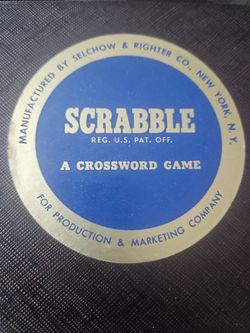 MANUFACTURED BY SELCHOW & RIGHTER CO., NEW YORK, N.Y.
SCRABBLE
REG. U.S. PAT. OFF.
A CROSSWORD GAME
FOR PRODUCTION & MARKETING COMPANY